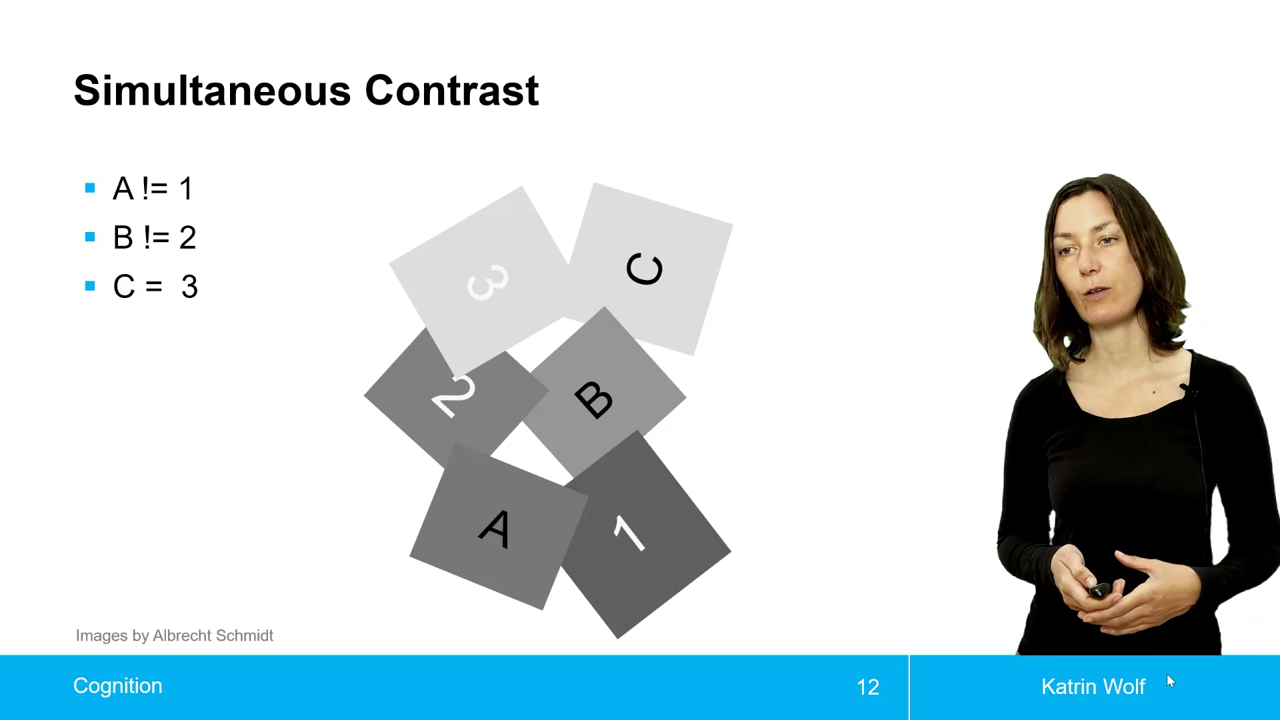 Simultaneous Contrast
A != 1
B != 2
C = 3
3
C
2
B
A
1
Images by Albrecht Schmidt
Cognition
12
Katrin Wolf